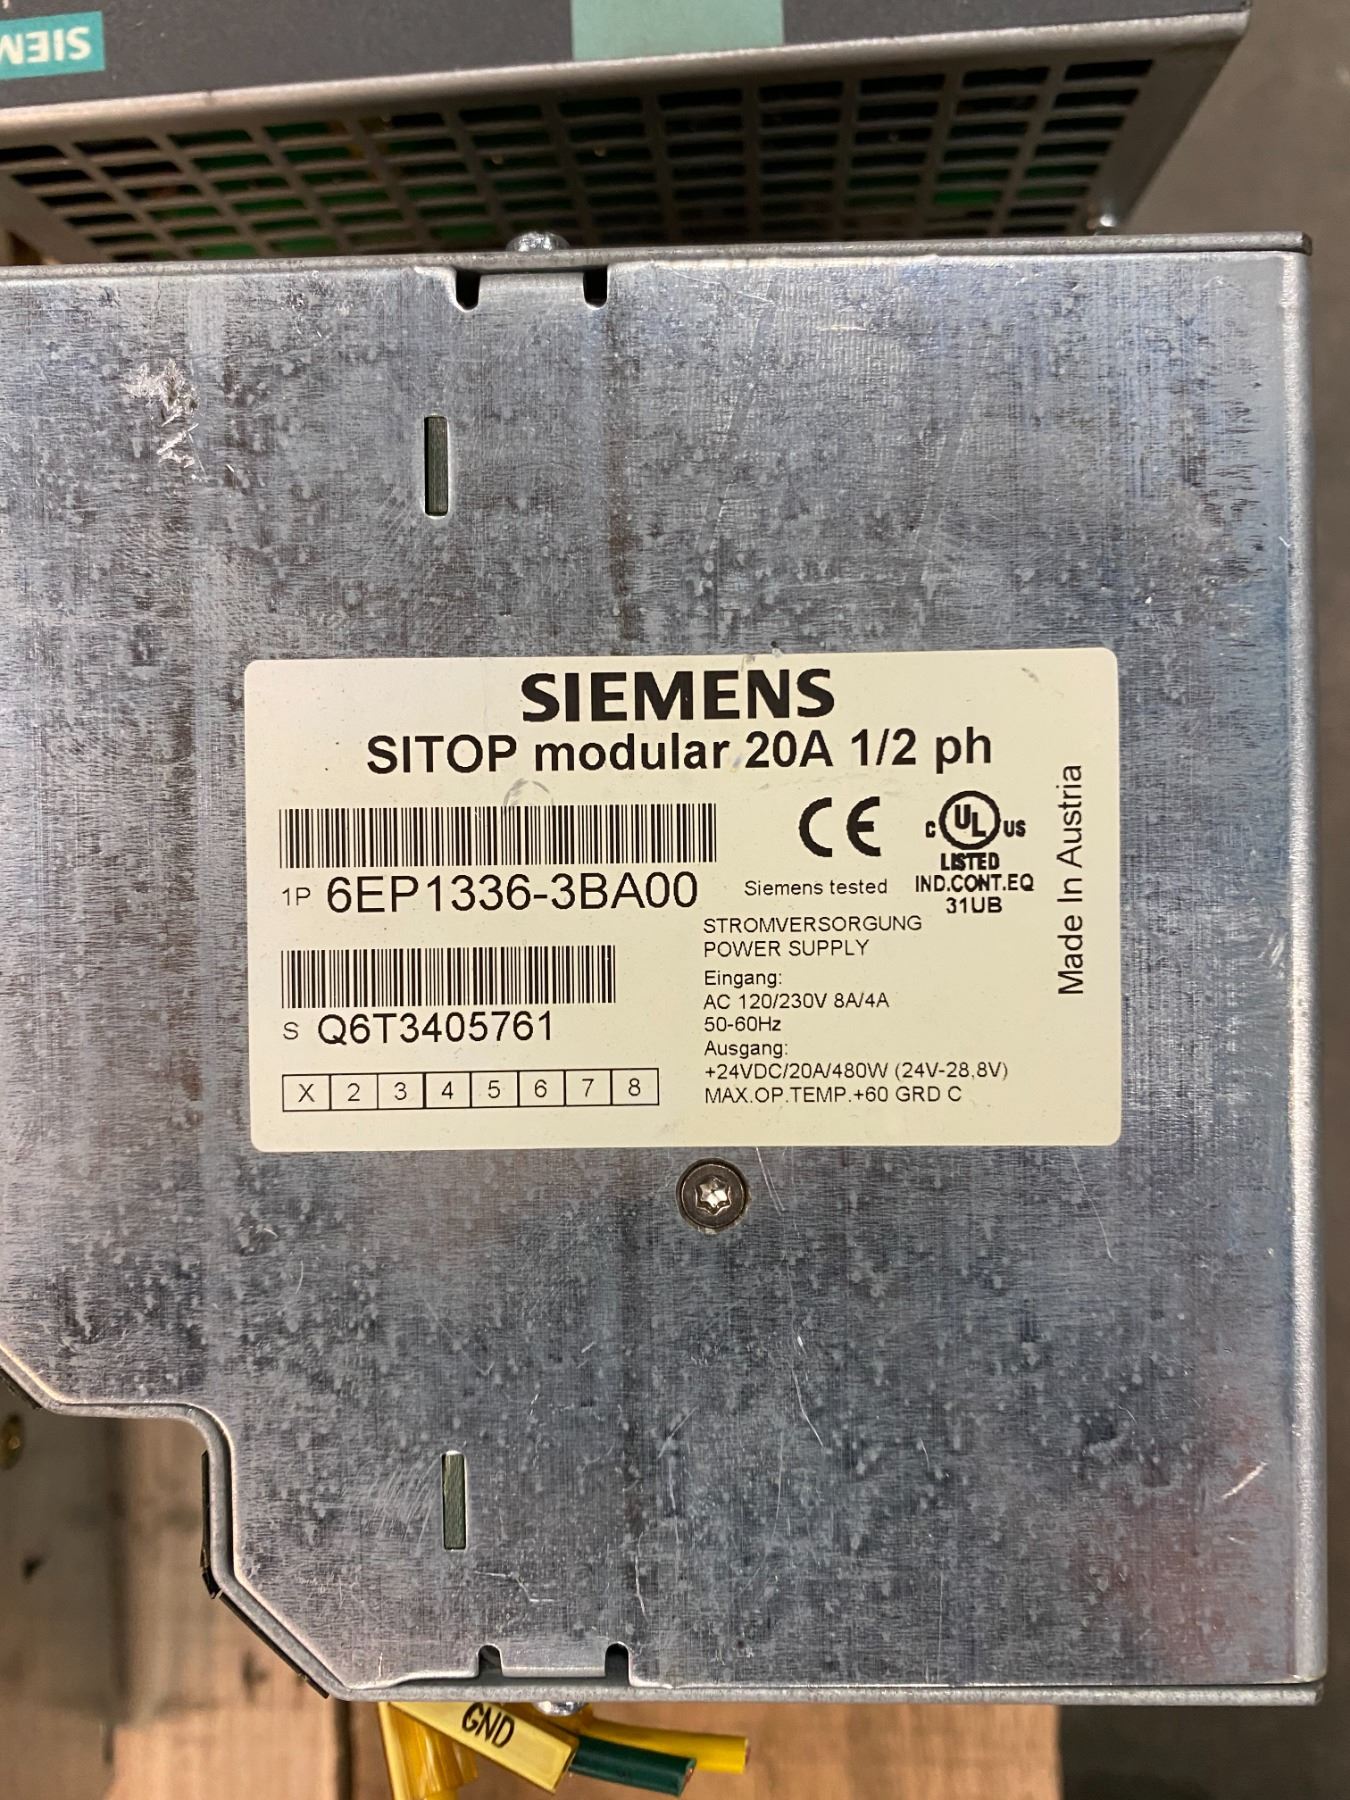 SIEM
SIEMENS
SITOP modular 20A 1/2 ph
1P 6EP1336-3BA00
S Q6T3405761
X 2 3 4 5 6 7 8
CE
Siemens tested
C UL US
LISTED
IND.CONT.EQ
31UB
STROMVERSORGUNG
POWER SUPPLY
Eingang:
AC 120/230V 8A/4A
50-60Hz
Ausgang:
+24VDC/20A/480W (24V-28,8V)
MAX.OP.TEMP.+60 GRD C
Made In Austria
GND